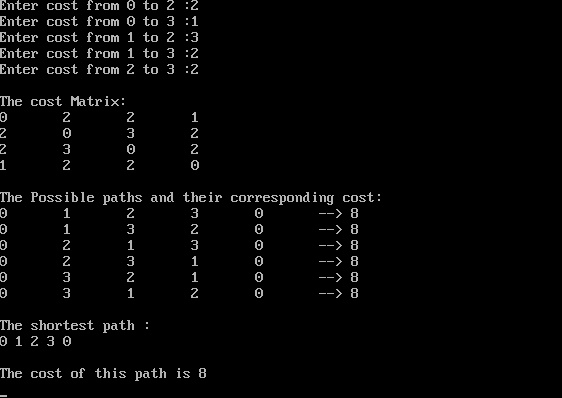 Enter cost from 0 to 2 :2
Enter cost from 0 to 3 :1
Enter cost from 1 to 2 :3
Enter cost from 1 to 3 :2
Enter cost from 2 to 3 :2
The cost Matrix:
0 2 2 1
2 0 3 2
2 3 0 2
1 2 2 0
The Possible paths and their corresponding cost:
0 1 2 3 0 --> 8
0 1 3 2 0 --> 8
0 2 1 3 0 --> 8
0 2 3 1 0 --> 8
0 3 2 1 0 --> 8
0 3 1 2 0 --> 8
The shortest path :
0 1 2 3 0
The cost of this path is 8